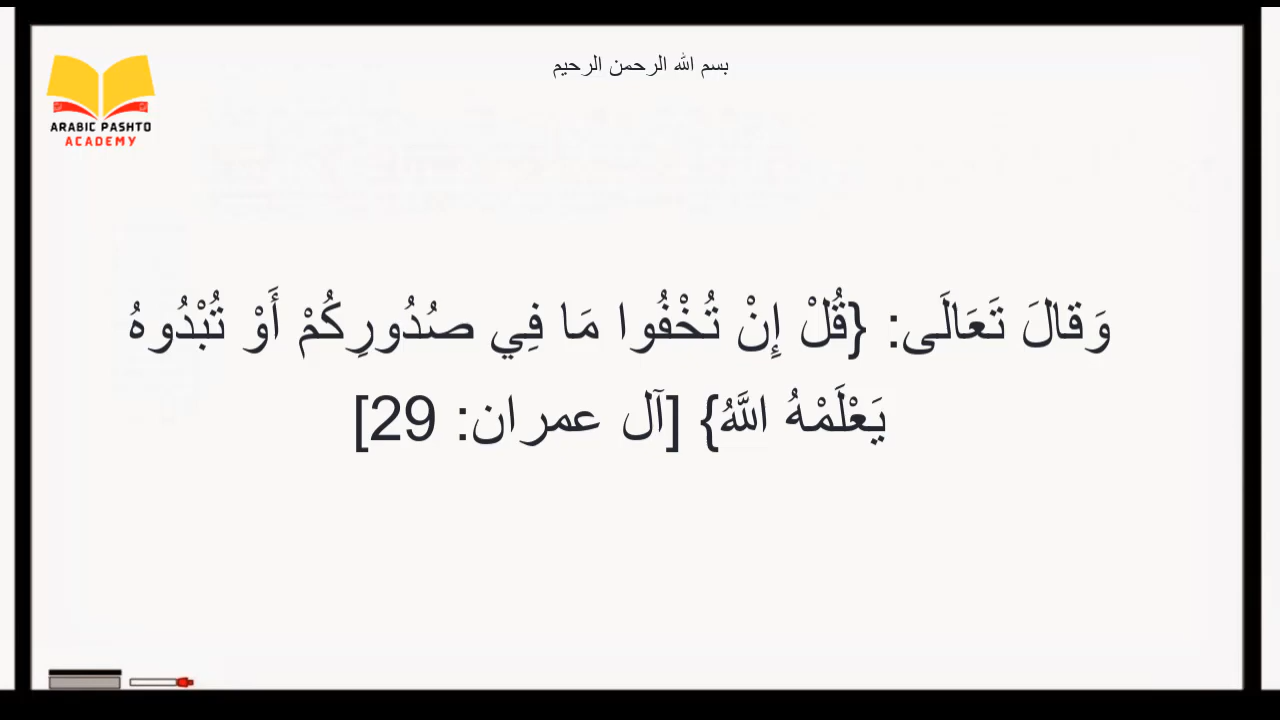 بسم الله الرحمن الرحيم
ARABIC PASHTO
ACADEMY
وَقالَ تَعَالَى: {قُلْ إِنْ تُخْفُوا مَا فِي صُدُورِكُمْ أَوْ تُبْدُوهُ
يَعْلَمْهُ اللَّهُ} [آل عمران: 29]